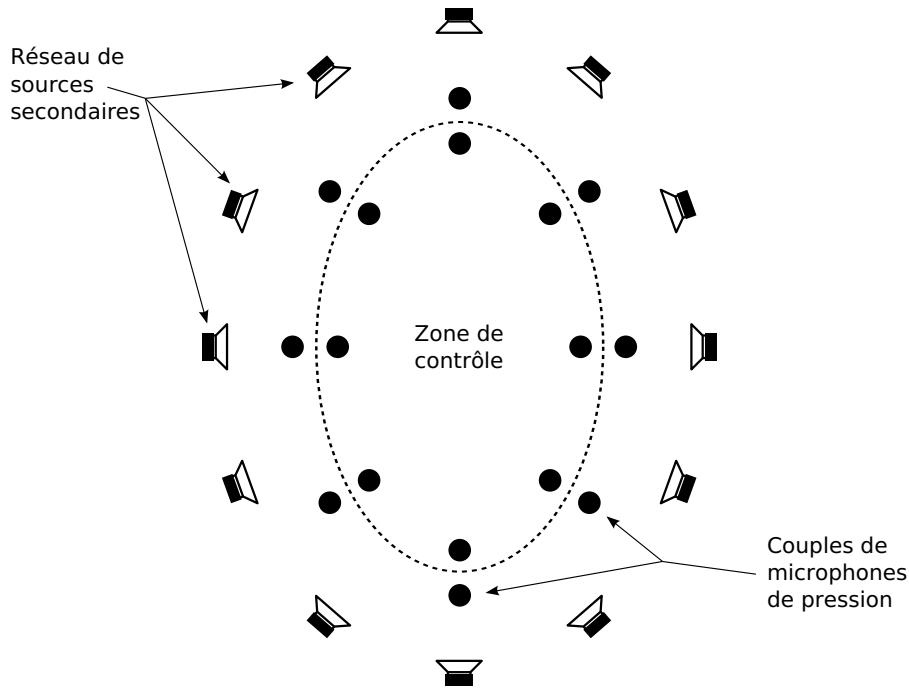 Réseau de
sources
secondaires
Zone de
contrôle
Couples de
microphones
de pression